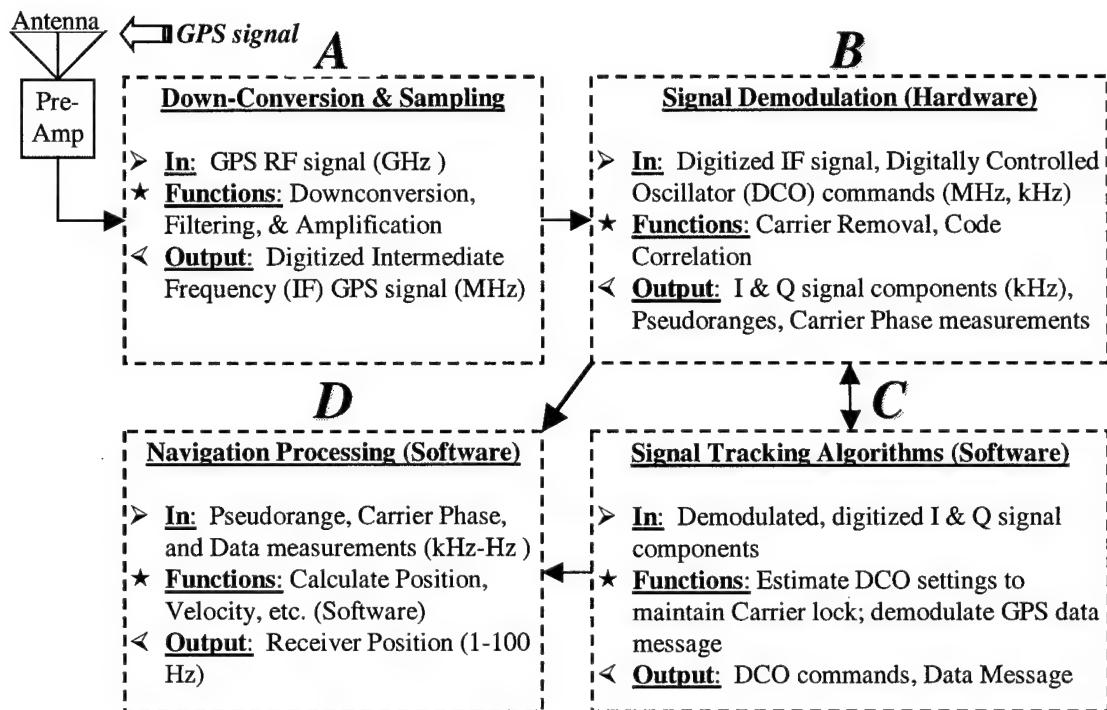 Antenna
GPS signal
Pre-
Amp
A
Down-Conversion & Sampling
➢ In: GPS RF signal (GHz )
★ Functions: Downconversion,
Filtering, & Amplification
⮘ Output: Digitized Intermediate
Frequency (IF) GPS signal (MHz)
B
Signal Demodulation (Hardware)
➢ In: Digitized IF signal, Digitally Controlled
Oscillator (DCO) commands (MHz, kHz)
★ Functions: Carrier Removal, Code
Correlation
⮘ Output: I & Q signal components (kHz),
Pseudoranges, Carrier Phase measurements
C
Signal Tracking Algorithms (Software)
➢ In: Demodulated, digitized I & Q signal
components
★ Functions: Estimate DCO settings to
maintain Carrier lock; demodulate GPS data
message
⮘ Output: DCO commands, Data Message
D
Navigation Processing (Software)
➢ In: Pseudorange, Carrier Phase,
and Data measurements (kHz-Hz )
★ Functions: Calculate Position,
Velocity, etc. (Software)
⮘ Output: Receiver Position (1-100
Hz)